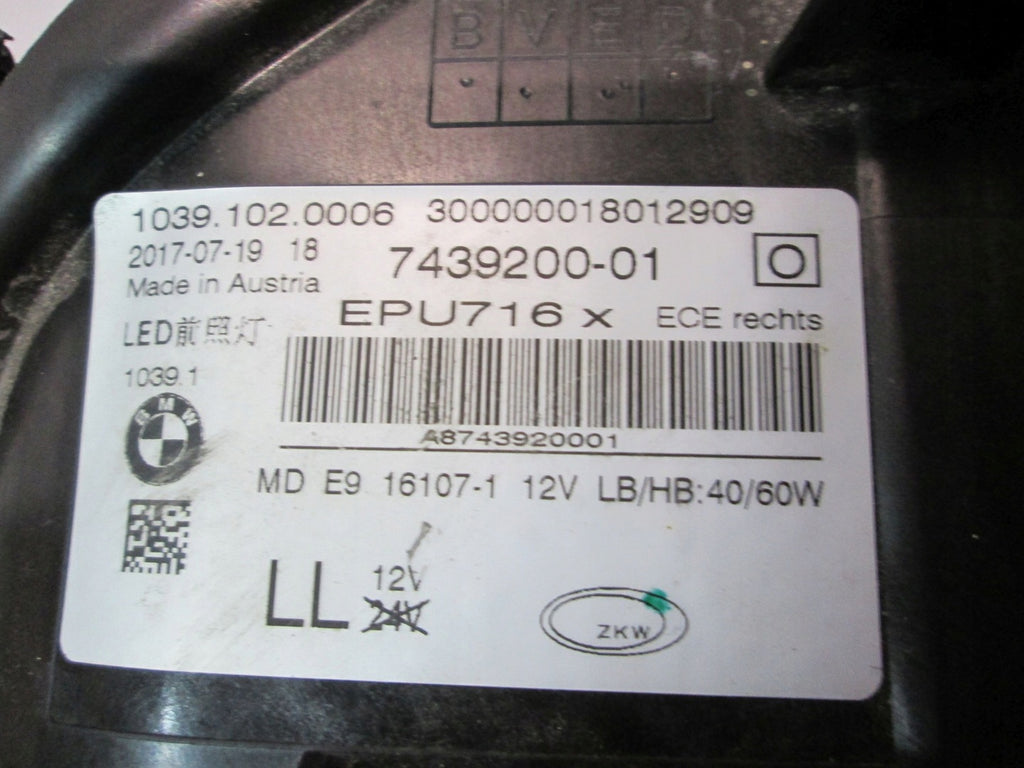 B V E D
1039.102.0006 300000018012909
2017-07-19 18 7439200-01 O
Made in Austria
EPU716 x ECE rechts
LED前照灯
1039.1
BMW
A8743920001
MD E9 16107-1 12V LB/HB:40/60W
LL 12V
24V
ZKW